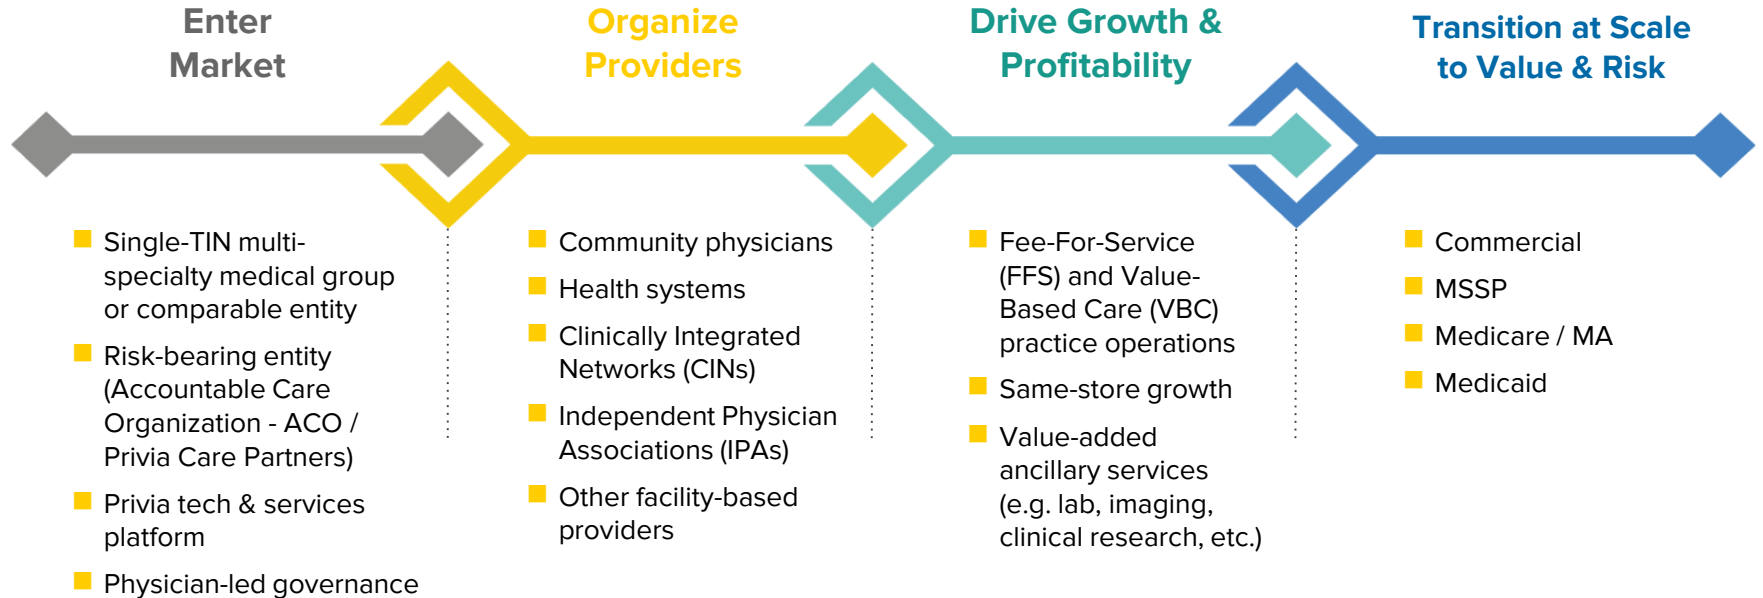 Enter
Market
Single-TIN multi-
specialty medical group
or comparable entity
Risk-bearing entity
(Accountable Care
Organization - ACO /
Privia Care Partners)
Privia tech & services
platform
Physician-led governance
Organize
Providers
Community physicians
Health systems
Clinically Integrated
Networks (CINs)
Independent Physician
Associations (IPAs)
Other facility-based
providers
Drive Growth &
Profitability
Fee-For-Service
(FFS) and Value-
Based Care (VBC)
practice operations
Same-store growth
Value-added
ancillary services
(e.g. lab, imaging,
clinical research, etc.)
Transition at Scale
to Value & Risk
Commercial
MSSP
Medicare / MA
Medicaid